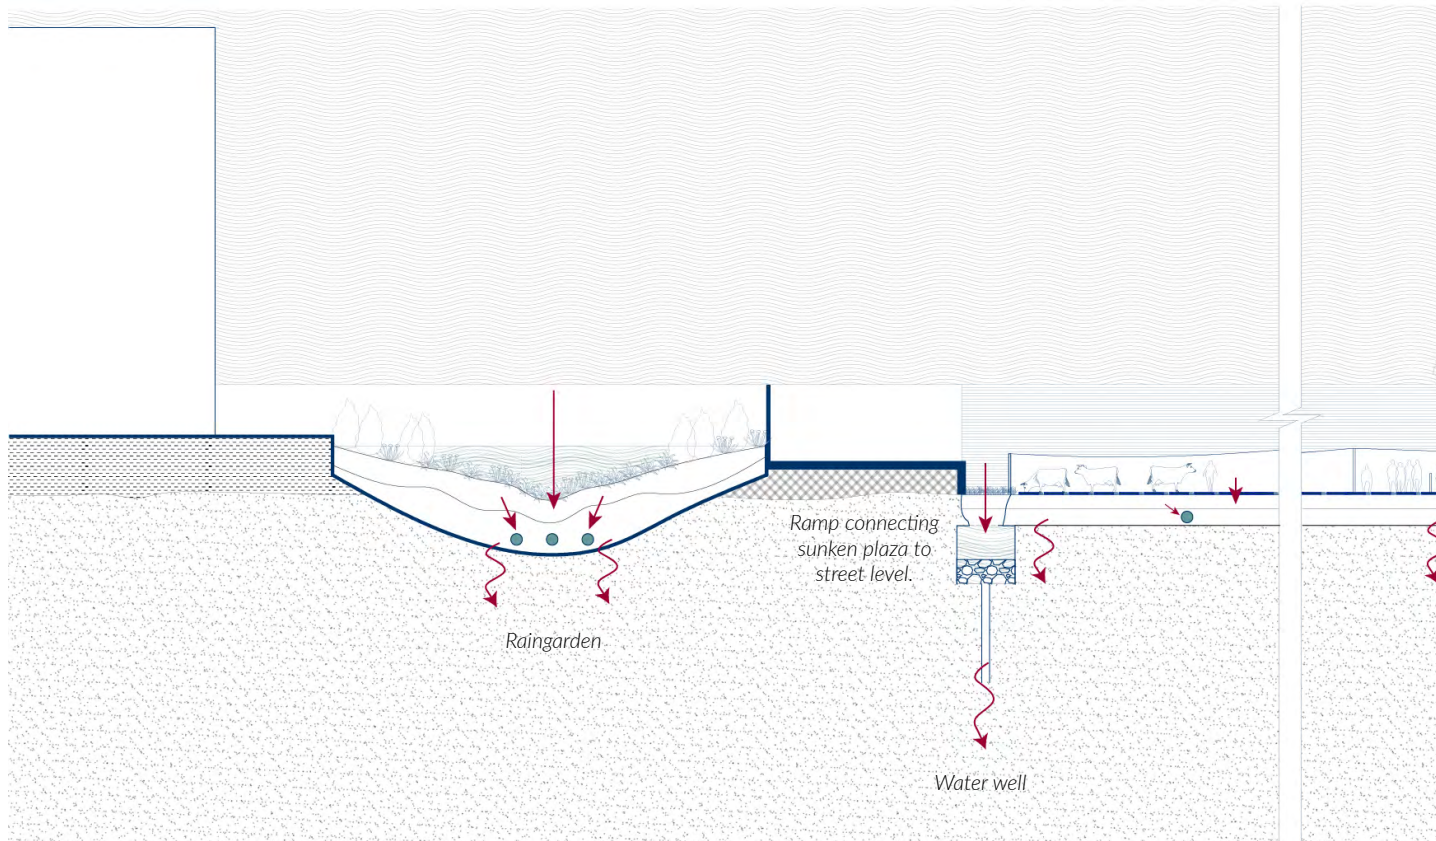 Ramp connecting
sunken plaza to
street level.
Raingarden
Water well